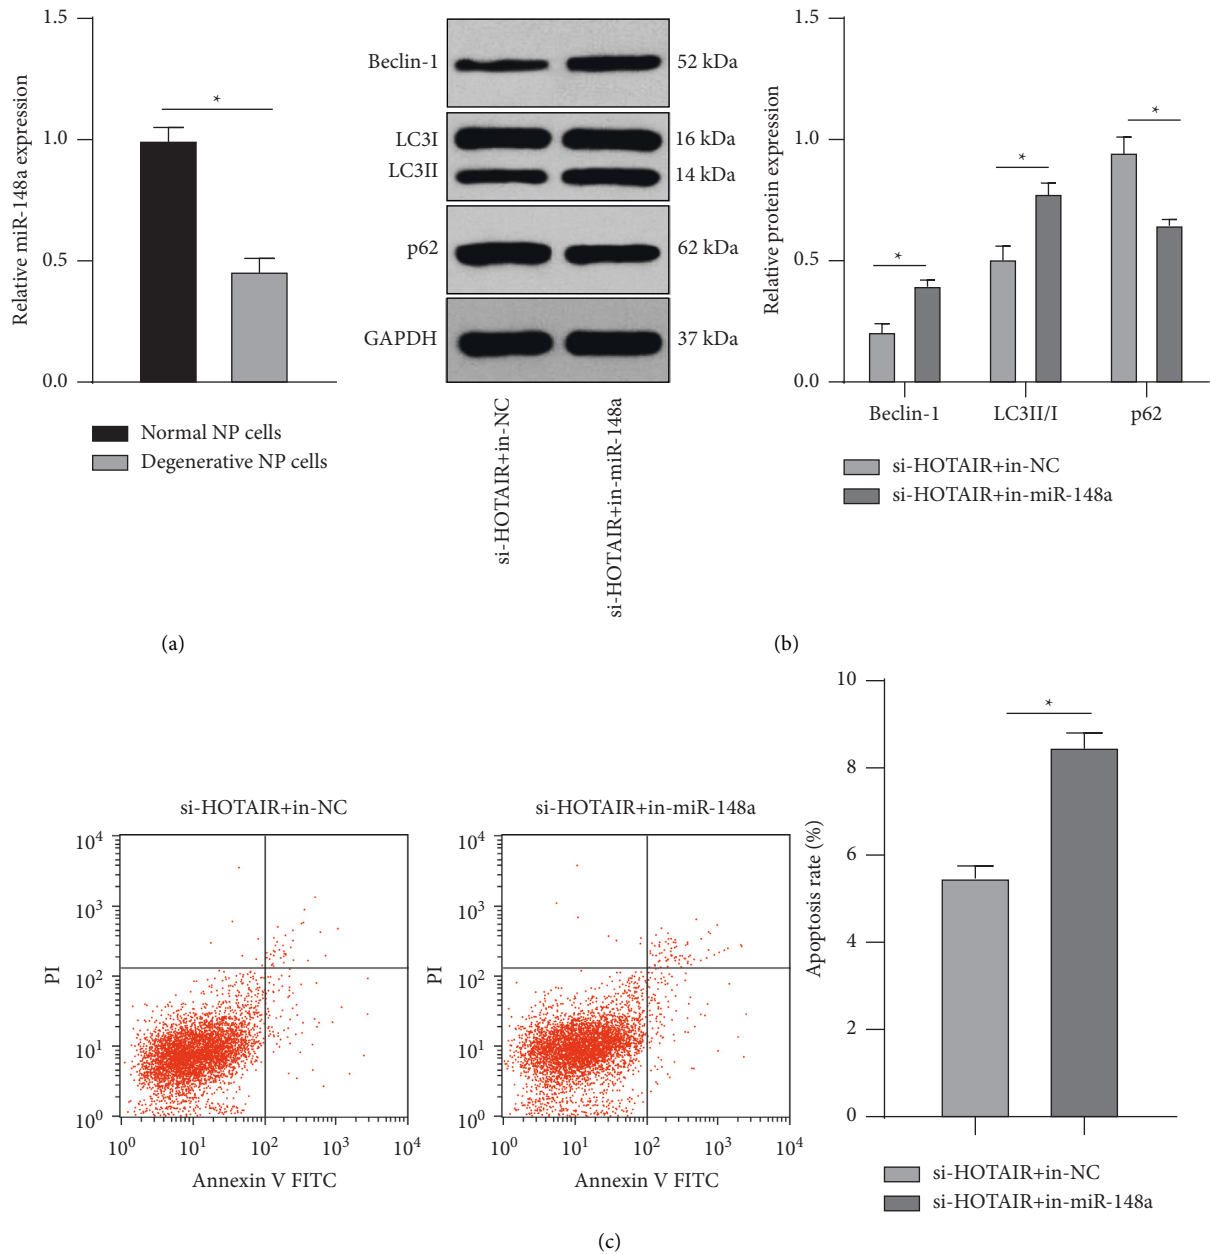 1.5
1.0
0.5
0.0
Relative miR-148a expression
*
Normal NP cells
Degenerative NP cells
(a)
Beclin-1
52 kDa
LC3I
16 kDa
LC3II
14 kDa
p62
62 kDa
GAPDH
37 kDa
si-HOTAIR+in-NC
si-HOTAIR+in-miR-148a
1.5
1.0
0.5
0.0
Relative protein expression
*
*
*
Beclin-1
LC3II/I
p62
si-HOTAIR+in-NC
si-HOTAIR+in-miR-148a
(b)
si-HOTAIR+in-NC
10⁴
10³
10²
10¹
10⁰
PI
10⁰ 10¹ 10² 10³ 10⁴
Annexin V FITC
si-HOTAIR+in-miR-148a
10⁴
10³
10²
10¹
10⁰
PI
10⁰ 10¹ 10² 10³ 10⁴
Annexin V FITC
10
8
6
4
2
0
Apoptosis rate (%)
*
si-HOTAIR+in-NC
si-HOTAIR+in-miR-148a
(c)